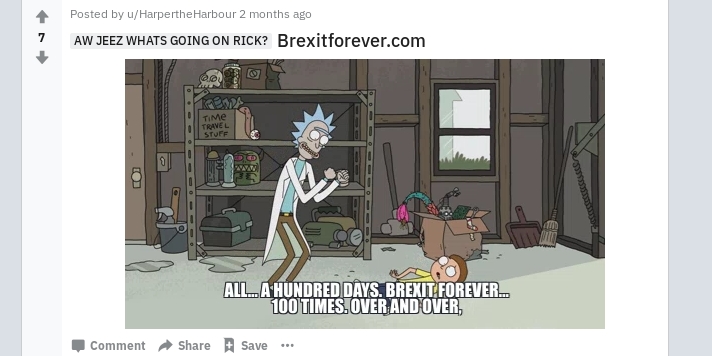 Posted by u/HarpertheHarbour 2 months ago
7
AW JEEZ WHATS GOING ON RICK? Brexitforever.com
TiME
TRAVEL
STUFF
ALL... A HUNDRED DAYS. BREXIT FOREVER...
100 TIMES. OVER AND OVER,
Comment Share Save